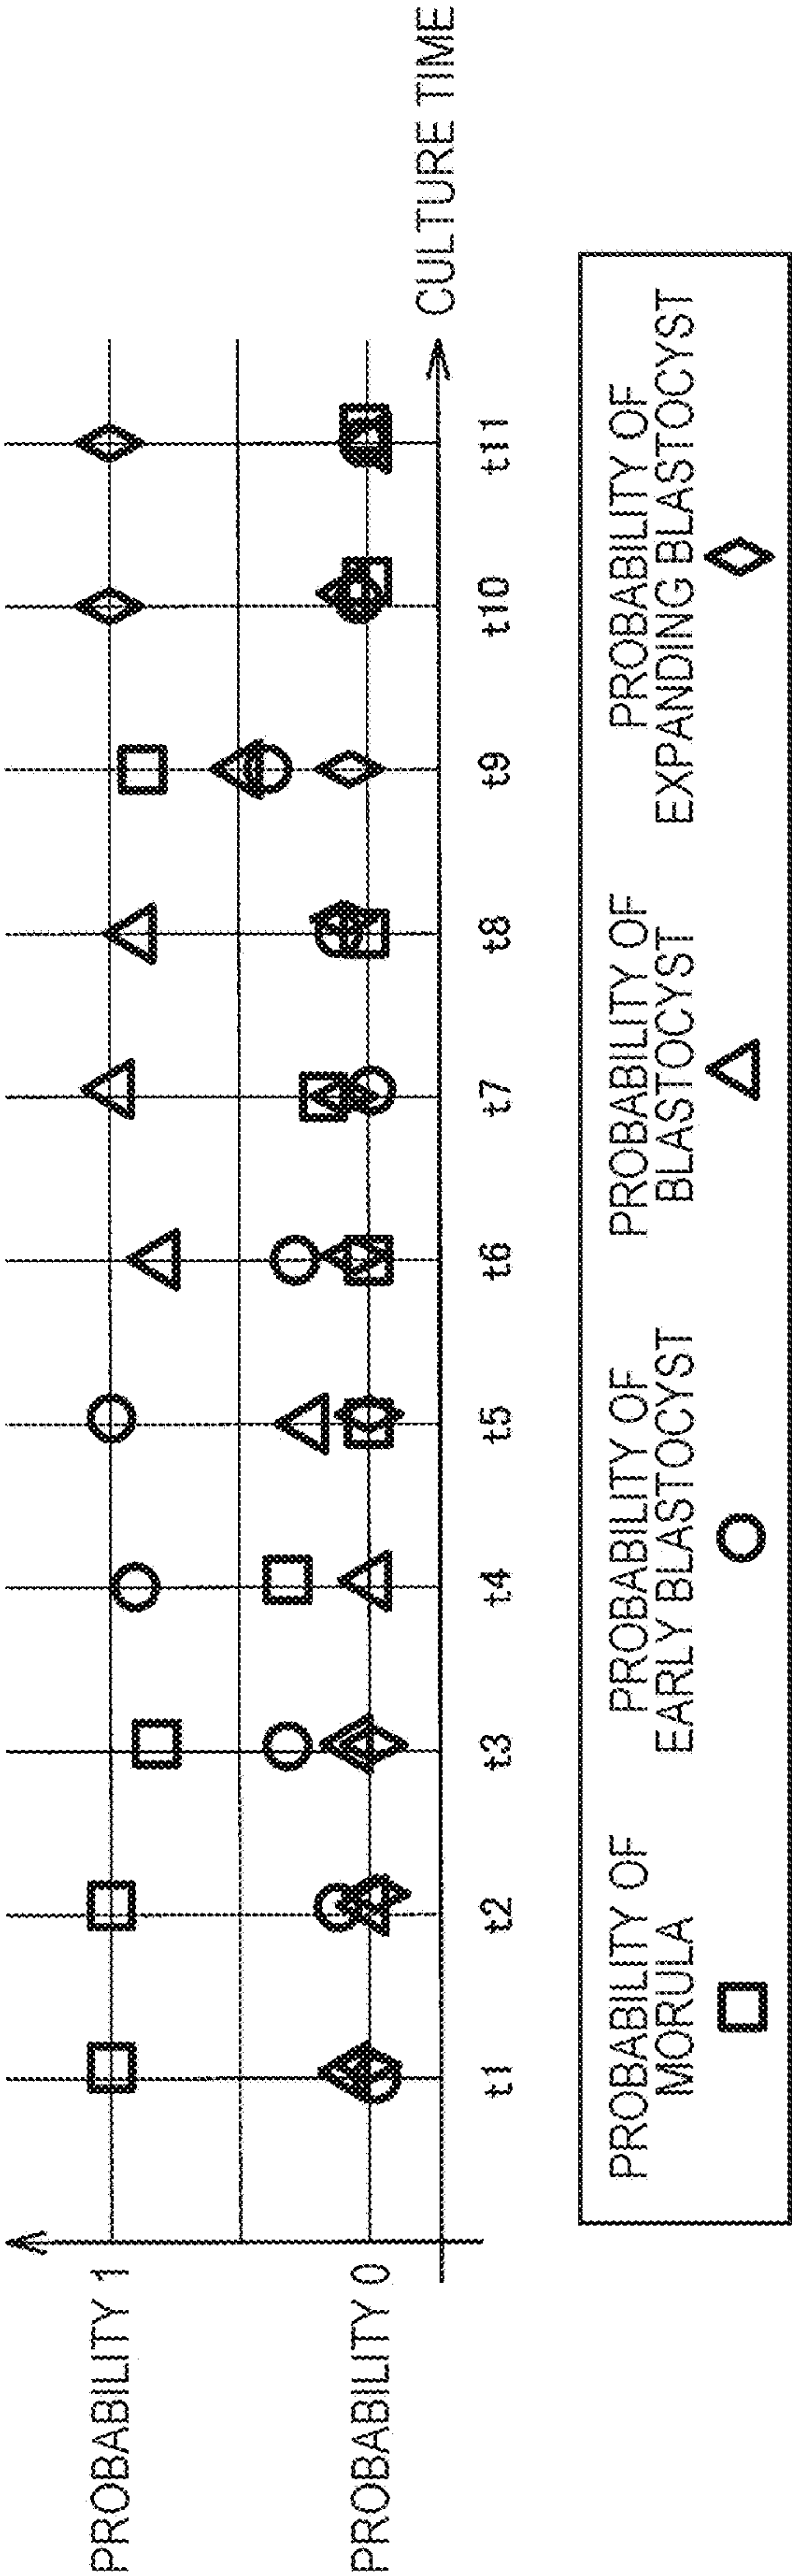 PROBABILITY 1
PROBABILITY 0
t1 t2 t3 t4 t5 t6 t7 t8 t9 t10 t11
CULTURE TIME
PROBABILITY OF
MORULA
PROBABILITY OF
EARLY BLASTOCYST
PROBABILITY OF
BLASTOCYST
PROBABILITY OF
EXPANDING BLASTOCYST